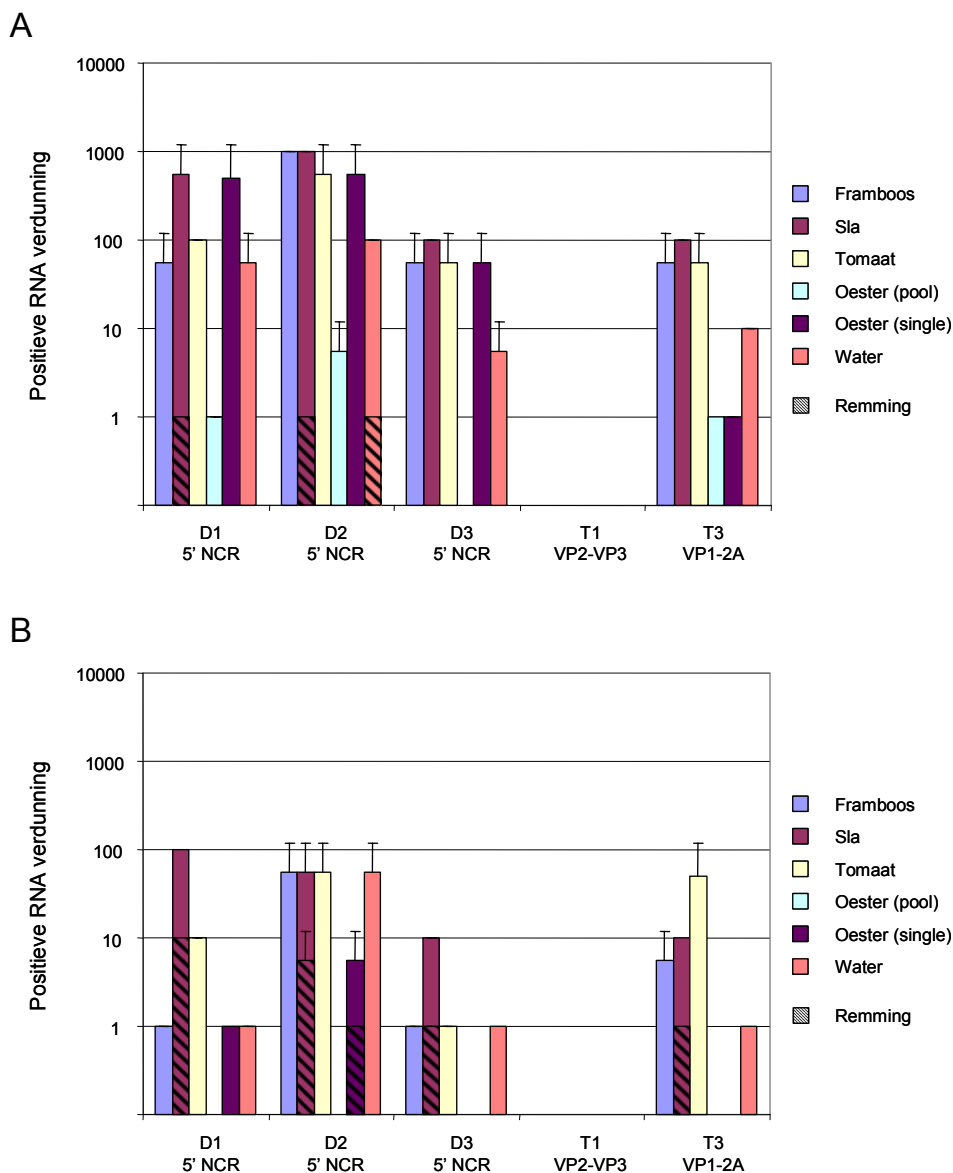 A
Positieve RNA verdunning
10000
1000
100
10
1
D1
5’ NCR
D2
5’ NCR
D3
5’ NCR
T1
VP2-VP3
T3
VP1-2A
Framboos
Sla
Tomaat
Oester (pool)
Oester (single)
Water
Remming
B
Positieve RNA verdunning
10000
1000
100
10
1
D1
5’ NCR
D2
5’ NCR
D3
5’ NCR
T1
VP2-VP3
T3
VP1-2A
Framboos
Sla
Tomaat
Oester (pool)
Oester (single)
Water
Remming